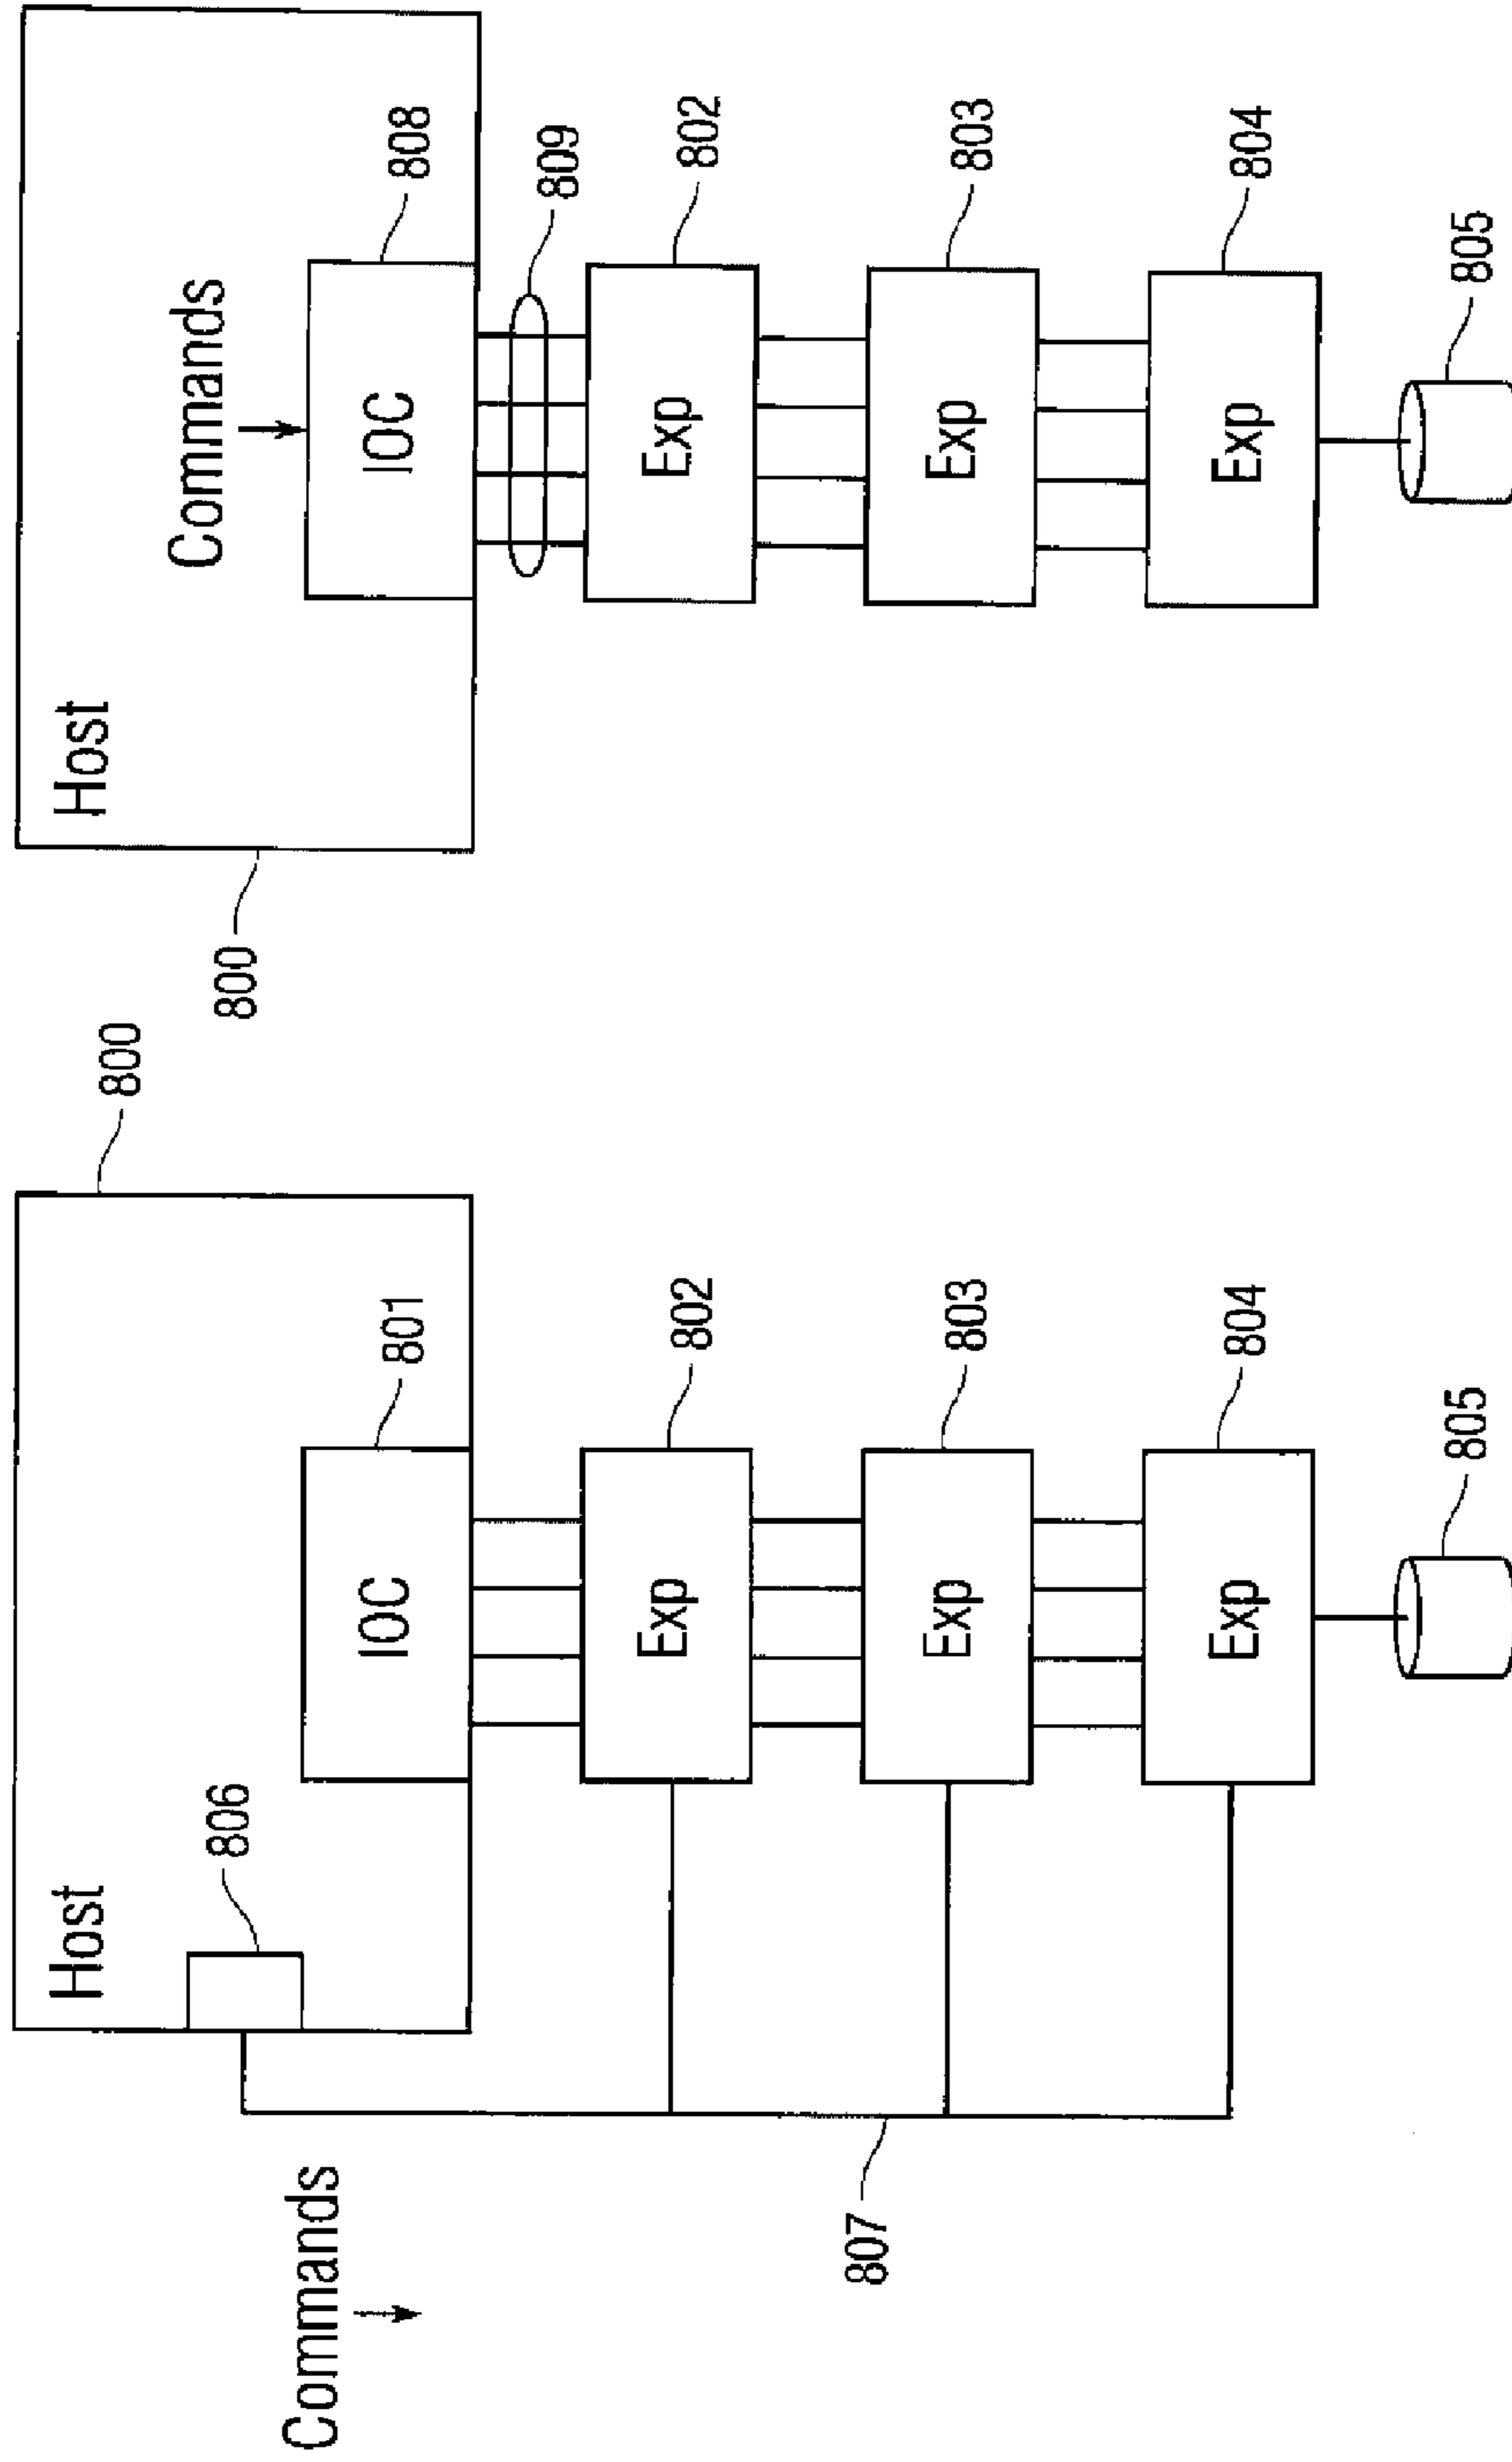 Commands
Host
806
800
IOC
801
Exp
802
Exp
803
Exp
804
805
807
800
Host
Commands
IOC
808
809
Exp
802
Exp
803
Exp
804
805